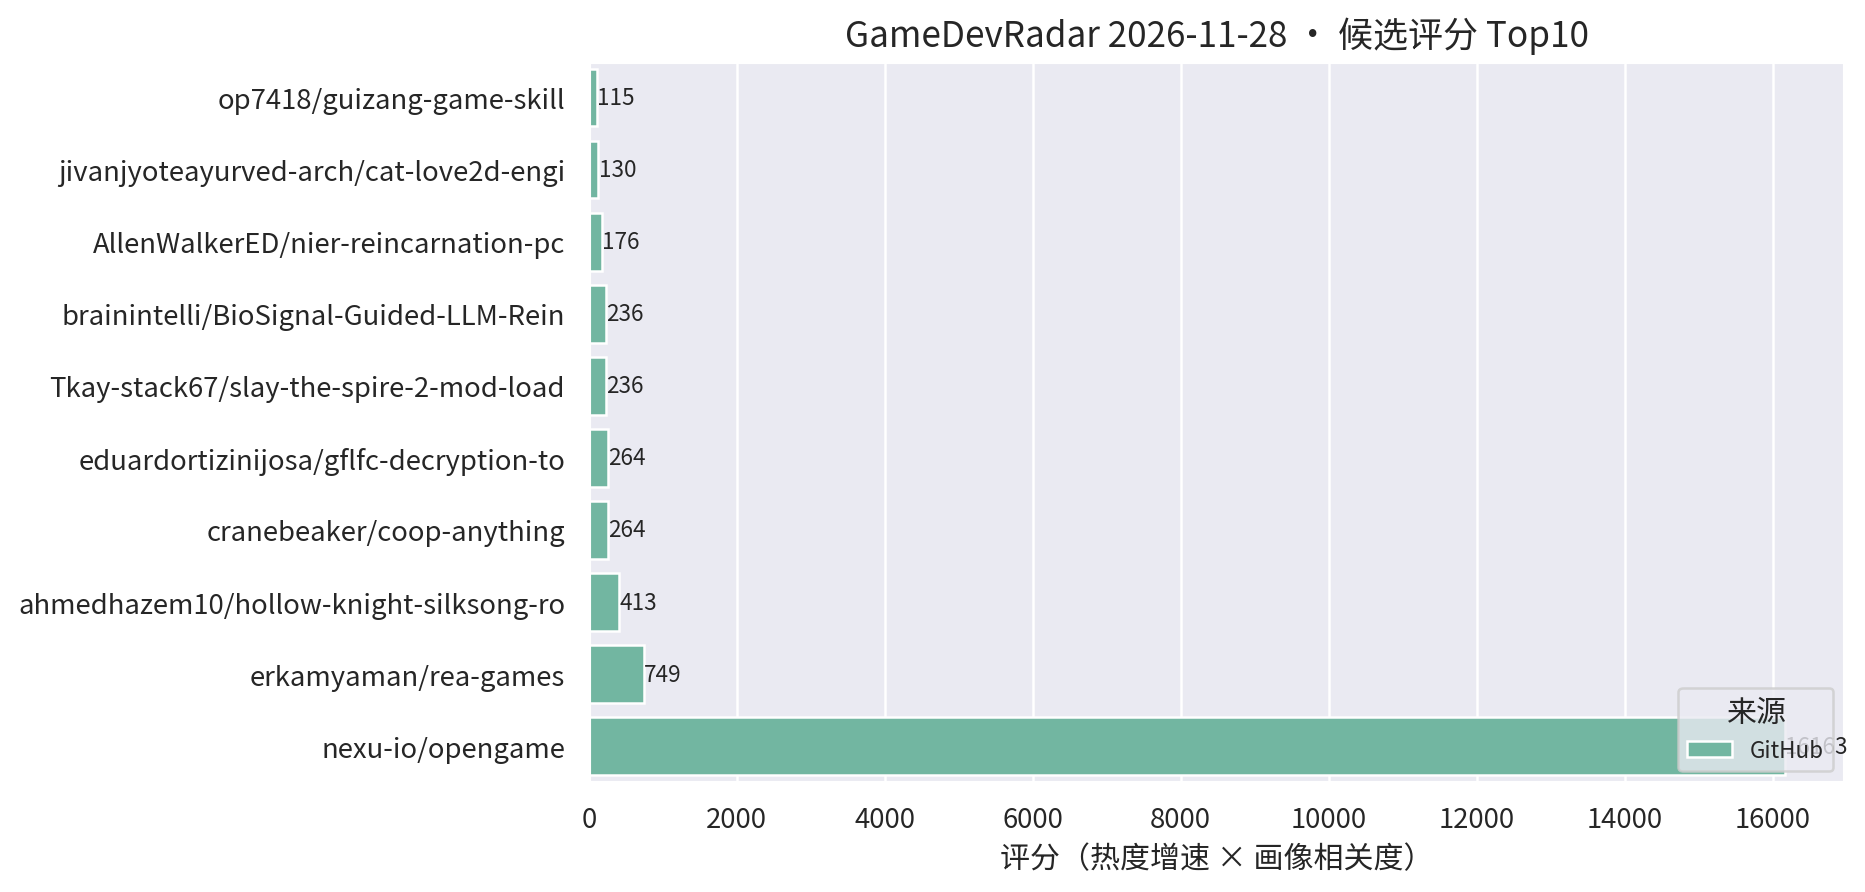 GameDevRadar 2026-11-28 · 候选评分 Top10
op7418/guizang-game-skill 115
jivanjyoteayurved-arch/cat-love2d-engi 130
AllenWalkerED/nier-reincarnation-pc 176
brainintelli/BioSignal-Guided-LLM-Rein 236
Tkay-stack67/slay-the-spire-2-mod-load 236
eduardortizinijosa/gflfc-decryption-to 264
cranebeaker/coop-anything 264
ahmedhazem10/hollow-knight-silksong-ro 413
erkamyaman/rea-games 749
nexu-io/opengame
来源
GitHub
0 2000 4000 6000 8000 10000 12000 14000 16000
评分（热度增速 × 画像相关度）